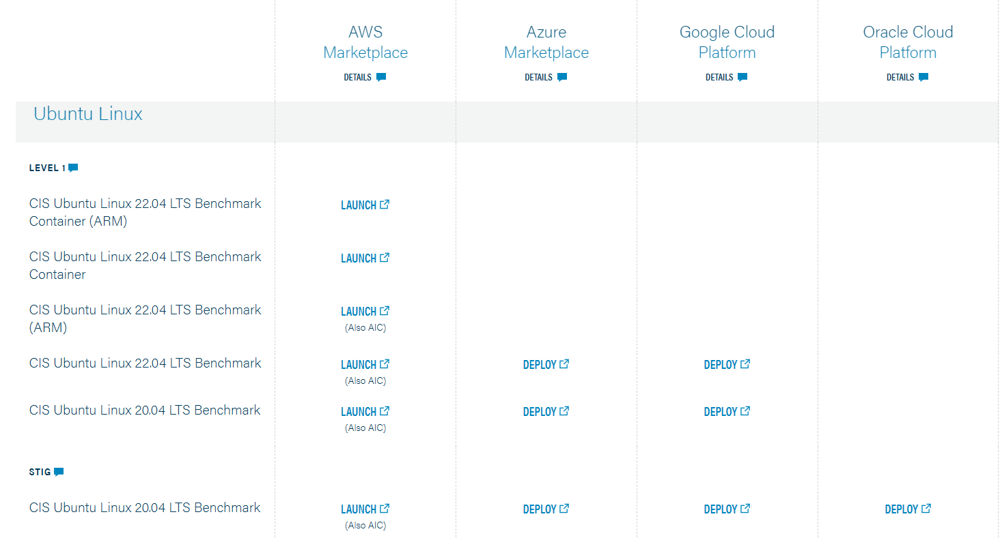 AWS
Marketplace
DETAILS
Azure
Marketplace
DETAILS
Google Cloud
Platform
DETAILS
Oracle Cloud
Platform
DETAILS
Ubuntu Linux
LEVEL 1
CIS Ubuntu Linux 22.04 LTS Benchmark
Container (ARM)
LAUNCH
CIS Ubuntu Linux 22.04 LTS Benchmark
Container
LAUNCH
CIS Ubuntu Linux 22.04 LTS Benchmark
(ARM)
LAUNCH
(Also AIC)
CIS Ubuntu Linux 22.04 LTS Benchmark
LAUNCH
(Also AIC)
DEPLOY
DEPLOY
CIS Ubuntu Linux 20.04 LTS Benchmark
LAUNCH
(Also AIC)
DEPLOY
DEPLOY
STIG
CIS Ubuntu Linux 20.04 LTS Benchmark
LAUNCH
(Also AIC)
DEPLOY
DEPLOY
DEPLOY